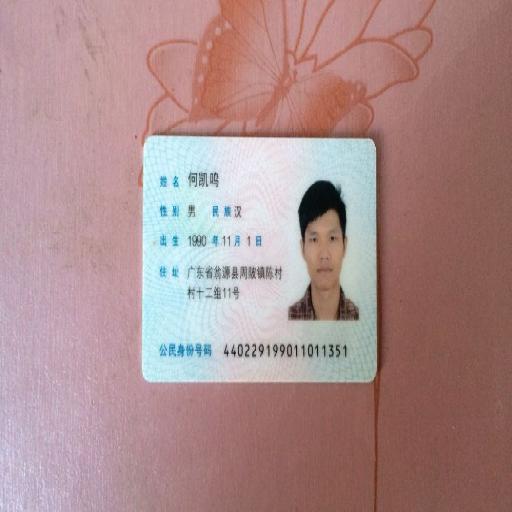 姓名 何凯鸣
性别 男 民族 汉
出生 1990 年 11 月 1 日
住址 广东省翁源县周陂镇陈村
村十二组11号
公民身份号码 440229199011011351